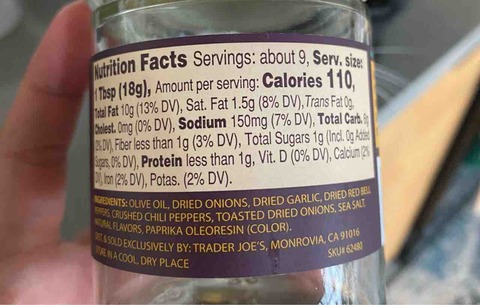 Nutrition Facts Servings: about 9, Serv. size:
1 Tbsp (18g), Amount per serving: Calories 110,
Total Fat 10g (13% DV), Sat. Fat 1.5g (8% DV), Trans Fat 0g,
Cholest. 0mg (0% DV), Sodium 150mg (7% DV), Total Carb.
DV), Fiber less than 1g (3% DV), Total Sugars 1g (Incl. 0g Added
Sugars, 0% DV), Protein less than 1g, Vit. D (0% DV), Calcium (2%
Iron (2% DV), Potas. (2% DV).
INGREDIENTS: OLIVE OIL, DRIED ONIONS, DRIED GARLIC, DRIED RED BELL
PEPPERS, CRUSHED CHILI PEPPERS, TOASTED DRIED ONIONS, SEA SALT,
NATURAL FLAVORS, PAPRIKA OLEORESIN (COLOR).
DIST. & SOLD EXCLUSIVELY BY: TRADER JOE'S, MONROVIA, CA 91016
STORE IN A COOL, DRY PLACE SKU# 62480